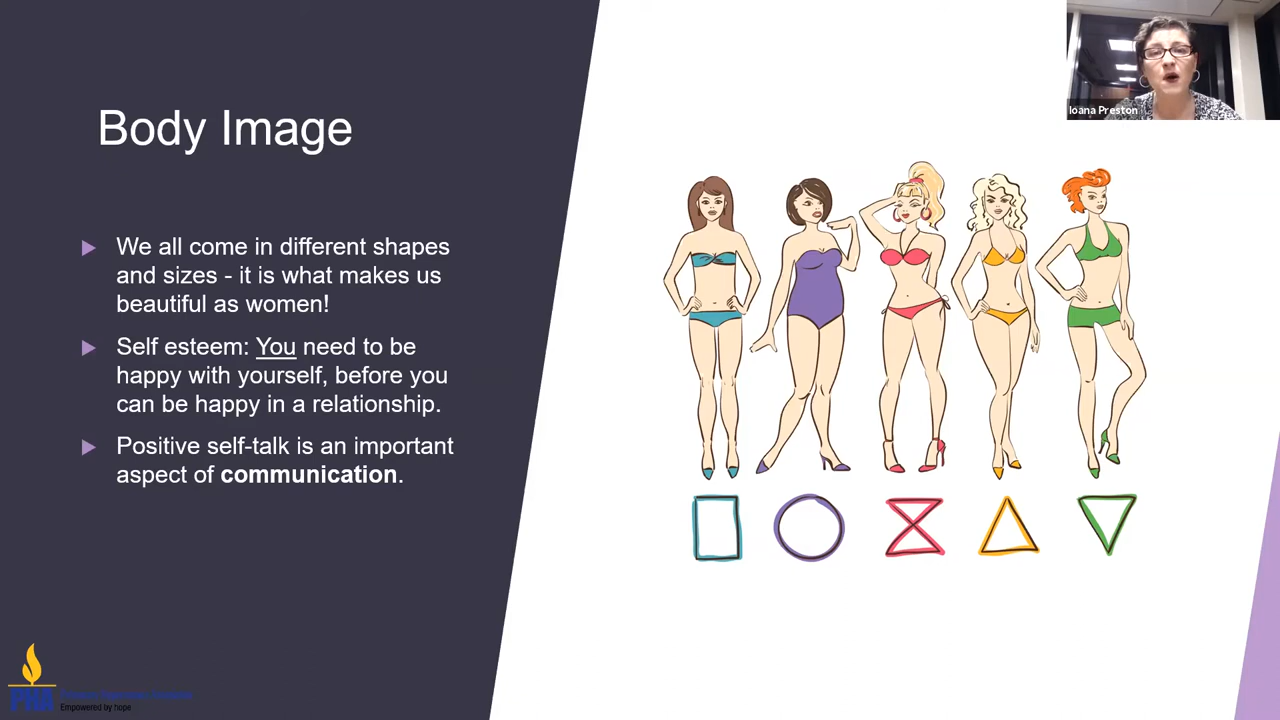 Body Image
We all come in different shapes
and sizes - it is what makes us
beautiful as women!
Self esteem: You need to be
happy with yourself, before you
can be happy in a relationship.
Positive self-talk is an important
aspect of communication.
Ioana Preston
PHA
Empowered by hope